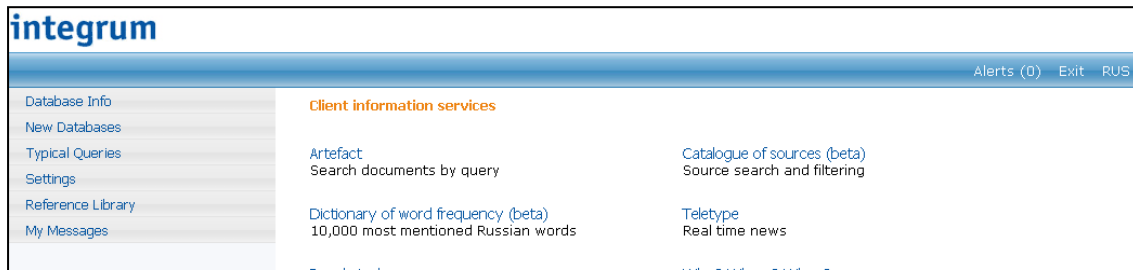 integrum
Alerts (0) Exit RUS
Database Info
New Databases
Typical Queries
Settings
Reference Library
My Messages
Client information services
Artefact
Search documents by query
Catalogue of sources (beta)
Source search and filtering
Dictionary of word frequency (beta)
10,000 most mentioned Russian words
Teletype
Real time news